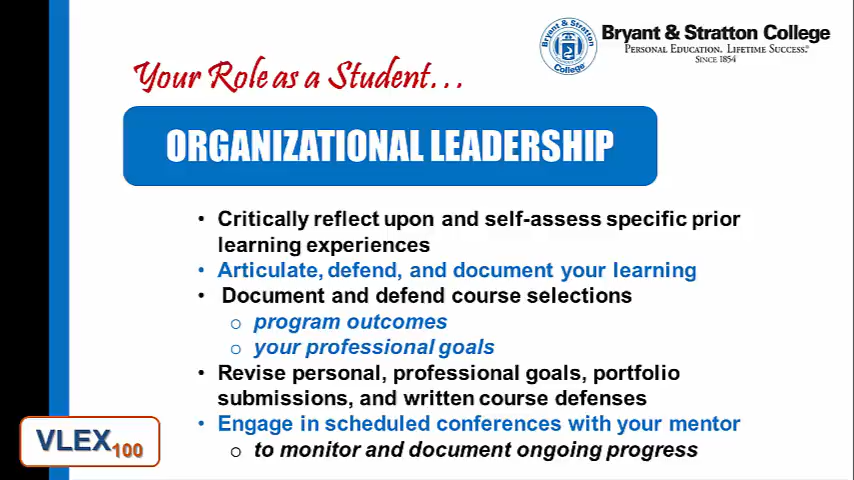 Bryant & Stratton College
PERSONAL EDUCATION. LIFETIME SUCCESS.®
SINCE 1854
Bryant & Stratton
College
Your Role as a Student...
ORGANIZATIONAL LEADERSHIP
• Critically reflect upon and self-assess specific prior
learning experiences
• Articulate, defend, and document your learning
• Document and defend course selections
o program outcomes
o your professional goals
• Revise personal, professional goals, portfolio
submissions, and written course defenses
• Engage in scheduled conferences with your mentor
o to monitor and document ongoing progress
VLEX100